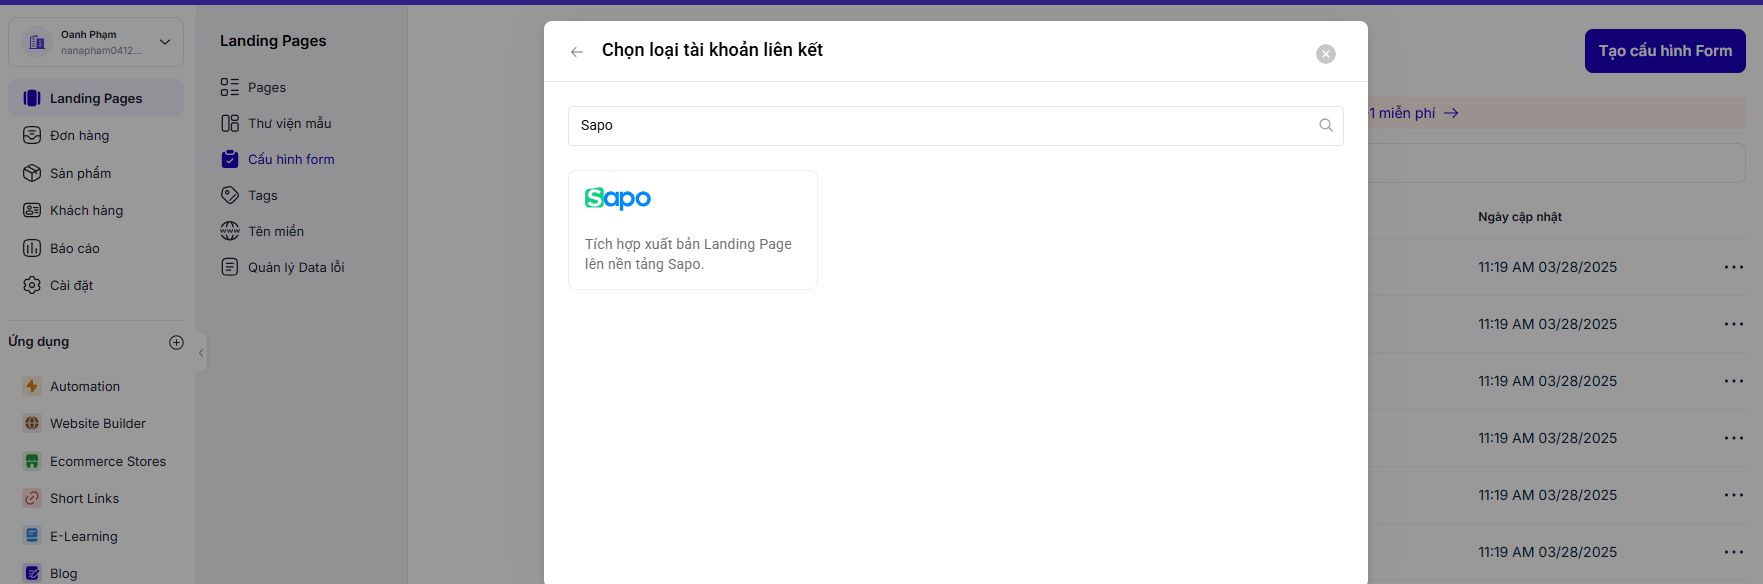 Oanh Phạm
nanapham0412...
Landing Pages
Đơn hàng
Sản phẩm
Khách hàng
Báo cáo
Cài đặt
Ứng dụng
Automation
Website Builder
Ecommerce Stores
Short Links
E-Learning
Blog
Landing Pages
Pages
Thư viện mẫu
Cấu hình form
Tags
Tên miền
Quản lý Data lỗi
Chọn loại tài khoản liên kết
Sapo
Sapo
Tích hợp xuất bản Landing Page
lên nền tảng Sapo.
Tạo cấu hình Form
1 miễn phí
Ngày cập nhật
11:19 AM 03/28/2025
11:19 AM 03/28/2025
11:19 AM 03/28/2025
11:19 AM 03/28/2025
11:19 AM 03/28/2025
11:19 AM 03/28/2025